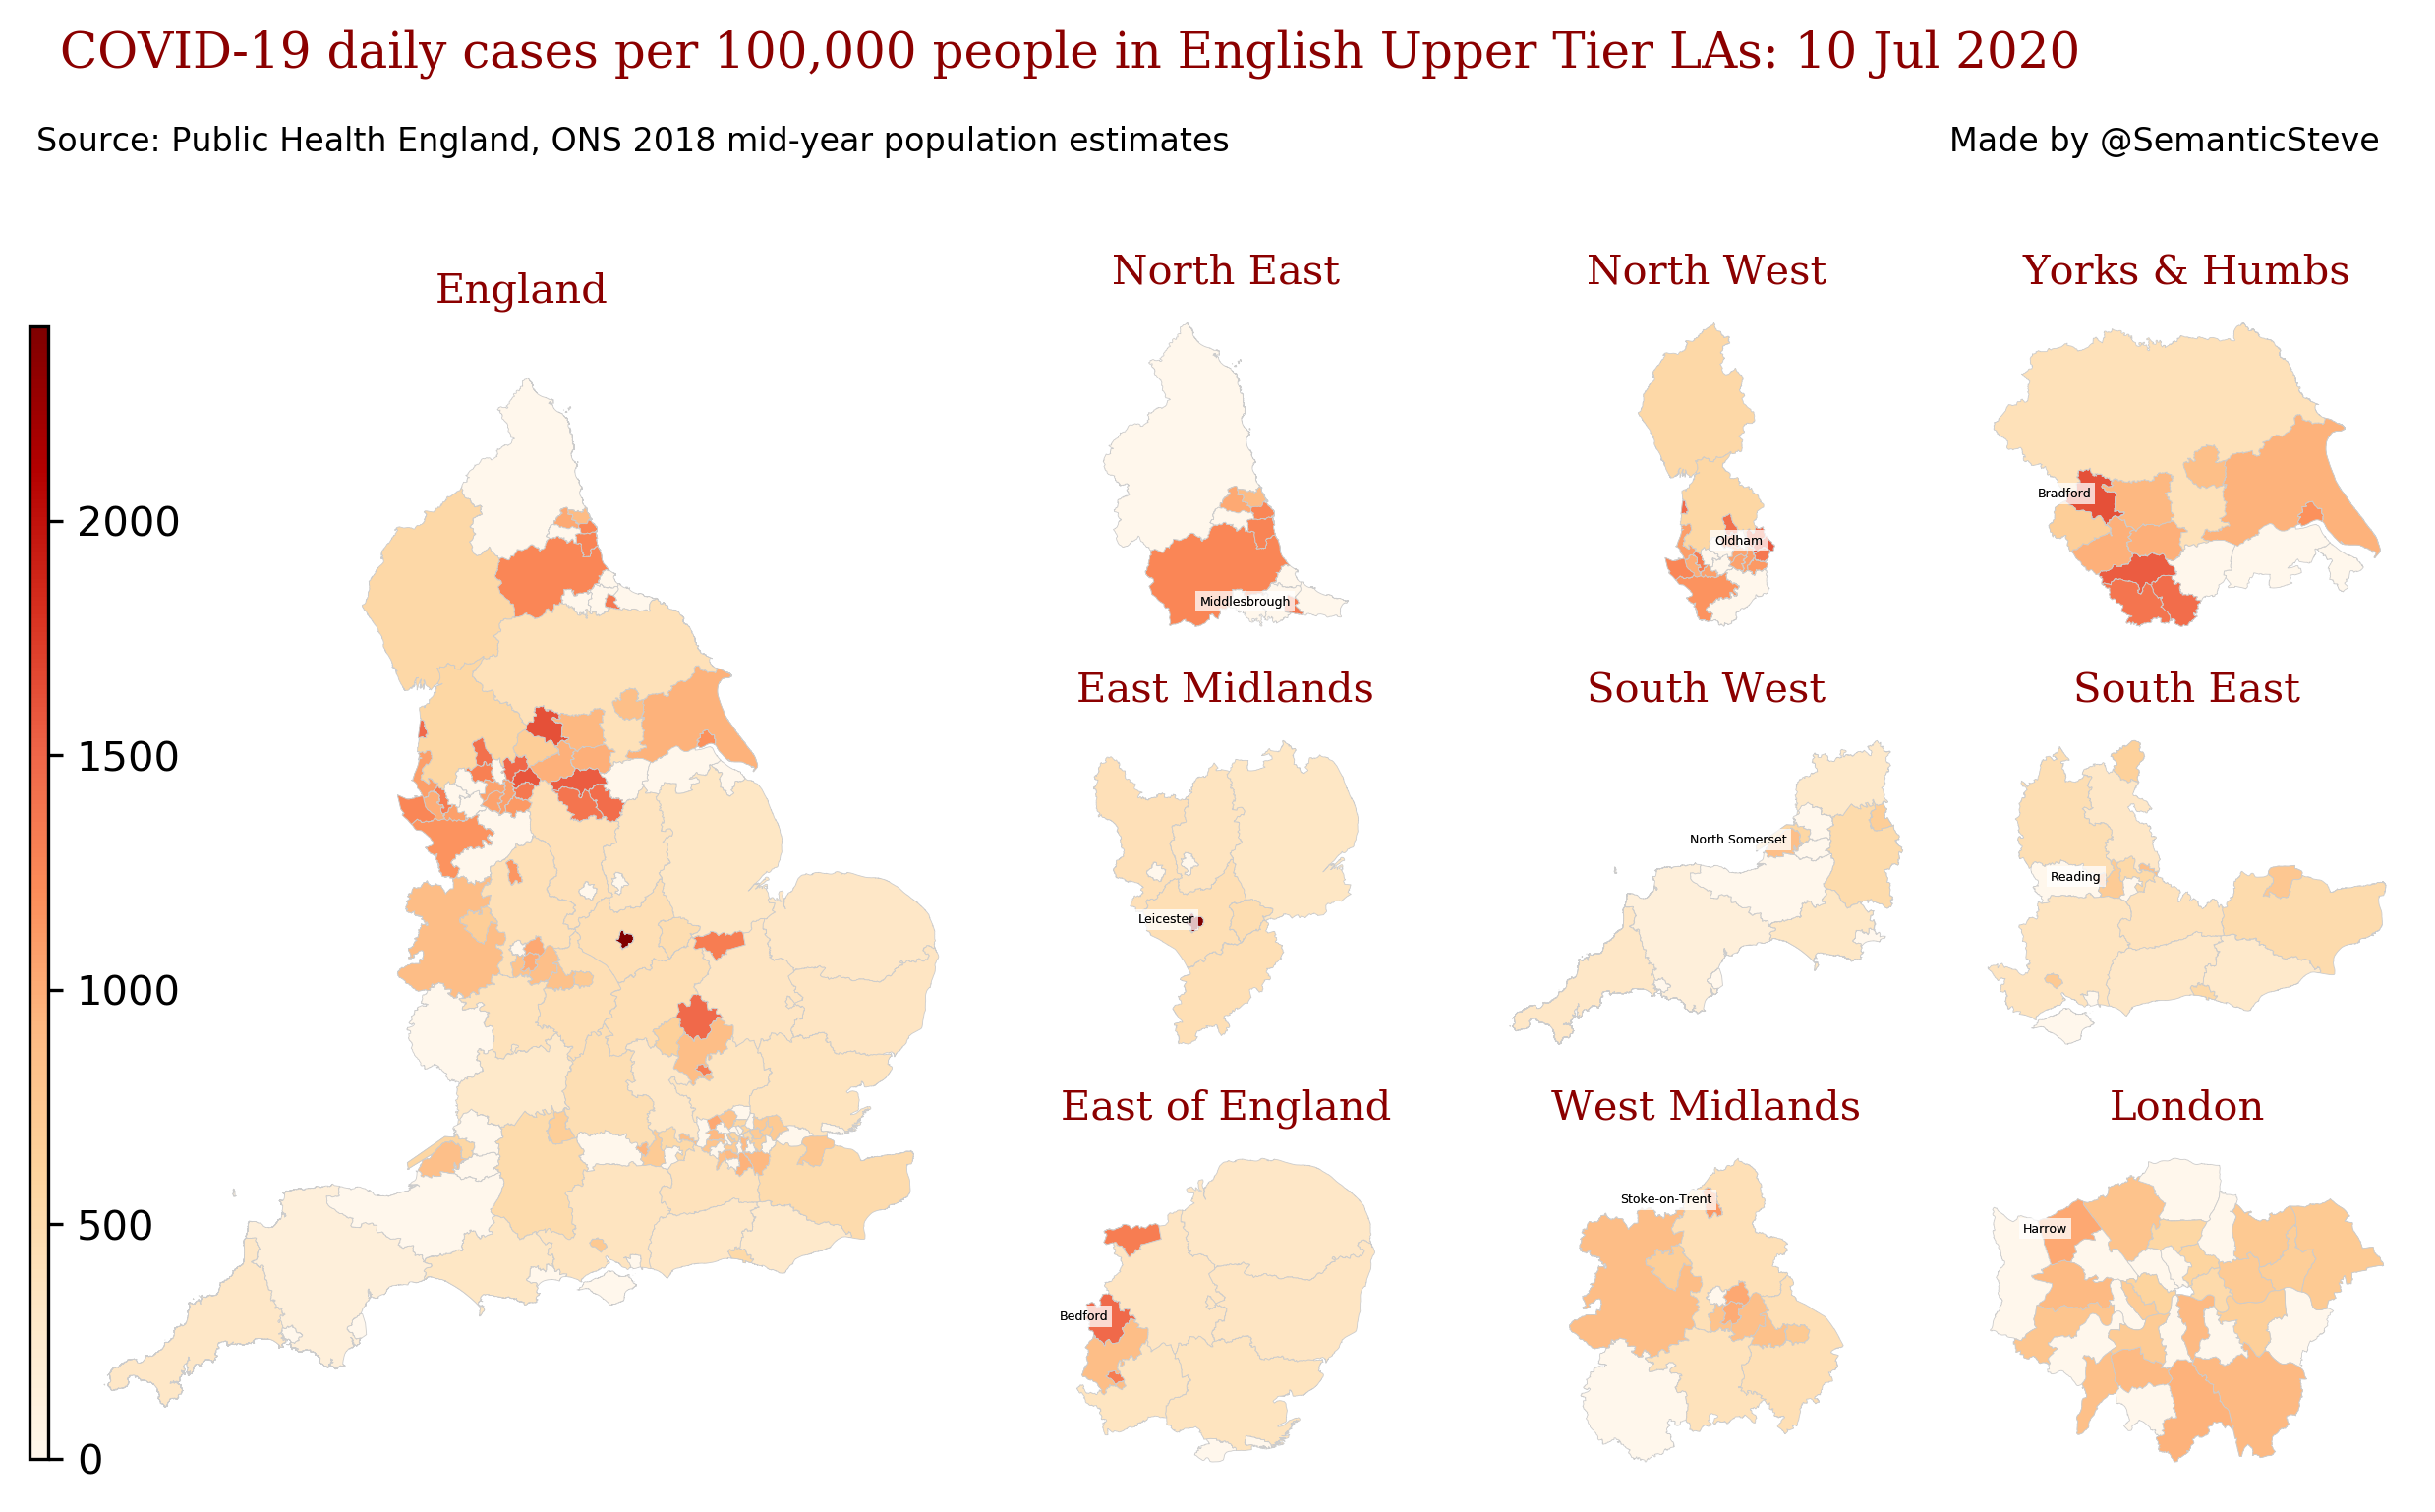 COVID-19 daily cases per 100,000 people in English Upper Tier LAs: 10 Jul 2020
Source: Public Health England, ONS 2018 mid-year population estimates
Made by @SemanticSteve
England
2000
1500
1000
500
0
North East
Middlesbrough
North West
Oldham
Yorks & Humbs
Bradford
East Midlands
Leicester
South West
North Somerset
South East
Reading
East of England
Bedford
West Midlands
Stoke-on-Trent
London
Harrow